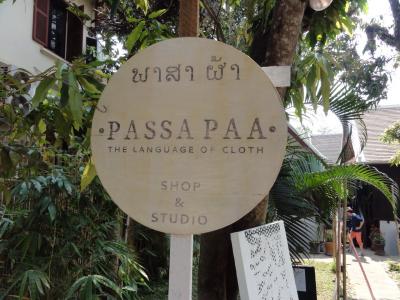 ພາສາ ຜ້າ
·PASSA PAA·
THE LANGUAGE OF CLOTH
SHOP
&
STUDIO